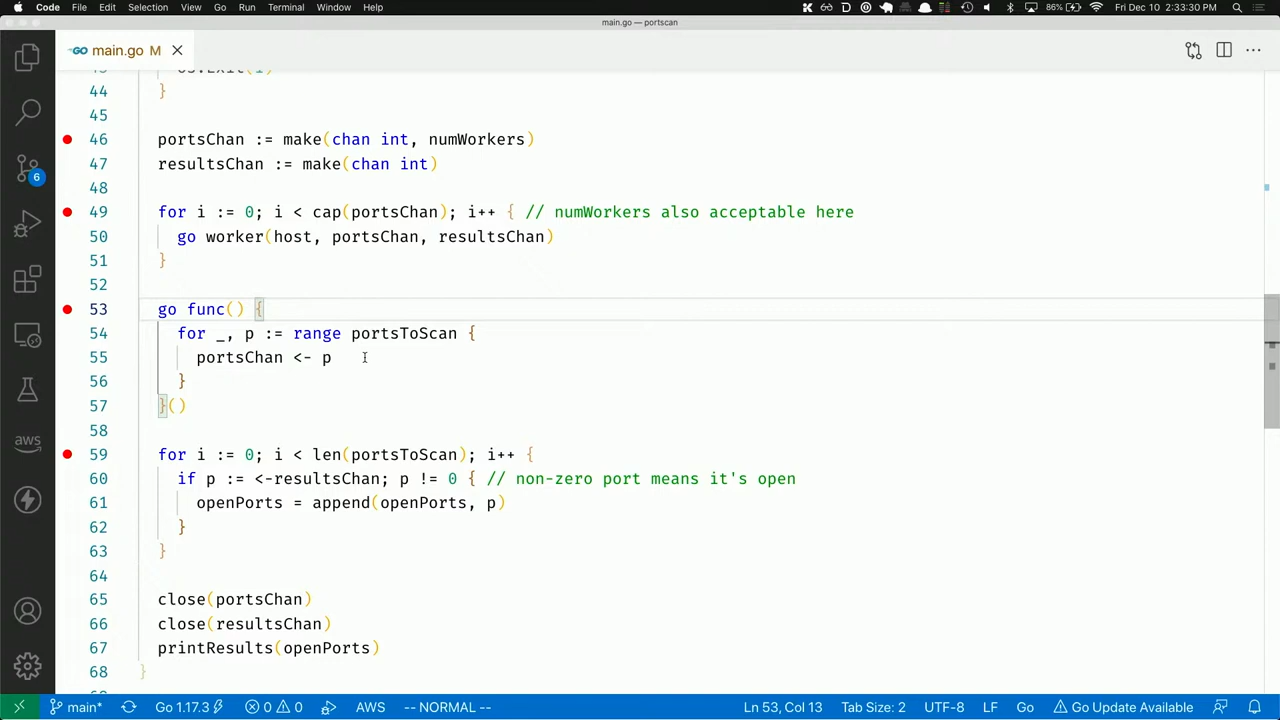 Code File Edit Selection View Go Run Terminal Window Help 86% Fri Dec 10 2:33:30 PM
main.go — portscan
GO main.go M
44 }
45
46 portsChan := make(chan int, numWorkers)
47 resultsChan := make(chan int)
48
49 for i := 0; i < cap(portsChan); i++ { // numWorkers also acceptable here
50 go worker(host, portsChan, resultsChan)
51 }
52
53 go func() {
54 for _, p := range portsToScan {
55 portsChan <- p
56 }
57 }()
58
59 for i := 0; i < len(portsToScan); i++ {
60 if p := <-resultsChan; p != 0 { // non-zero port means it's open
61 openPorts = append(openPorts, p)
62 }
63 }
64
65 close(portsChan)
66 close(resultsChan)
67 printResults(openPorts)
68 }
6
aws
main* Go 1.17.3 0 0 AWS -- NORMAL -- Ln 53, Col 13 Tab Size: 2 UTF-8 LF Go Go Update Available